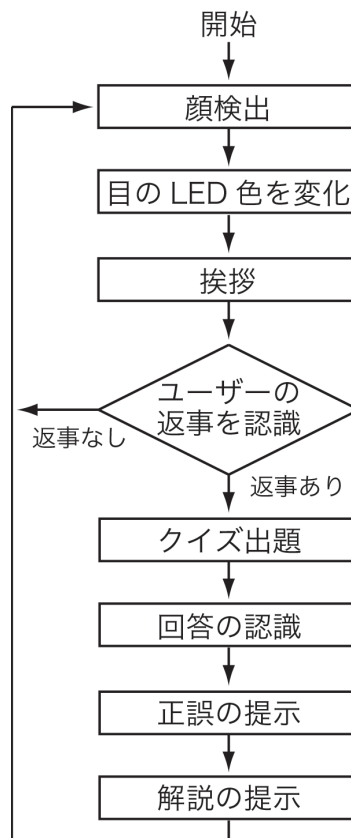 開始
顔検出
目の LED 色を変化
挨拶
ユーザーの
返事を認識
返事なし
返事あり
クイズ出題
回答の認識
正誤の提示
解説の提示